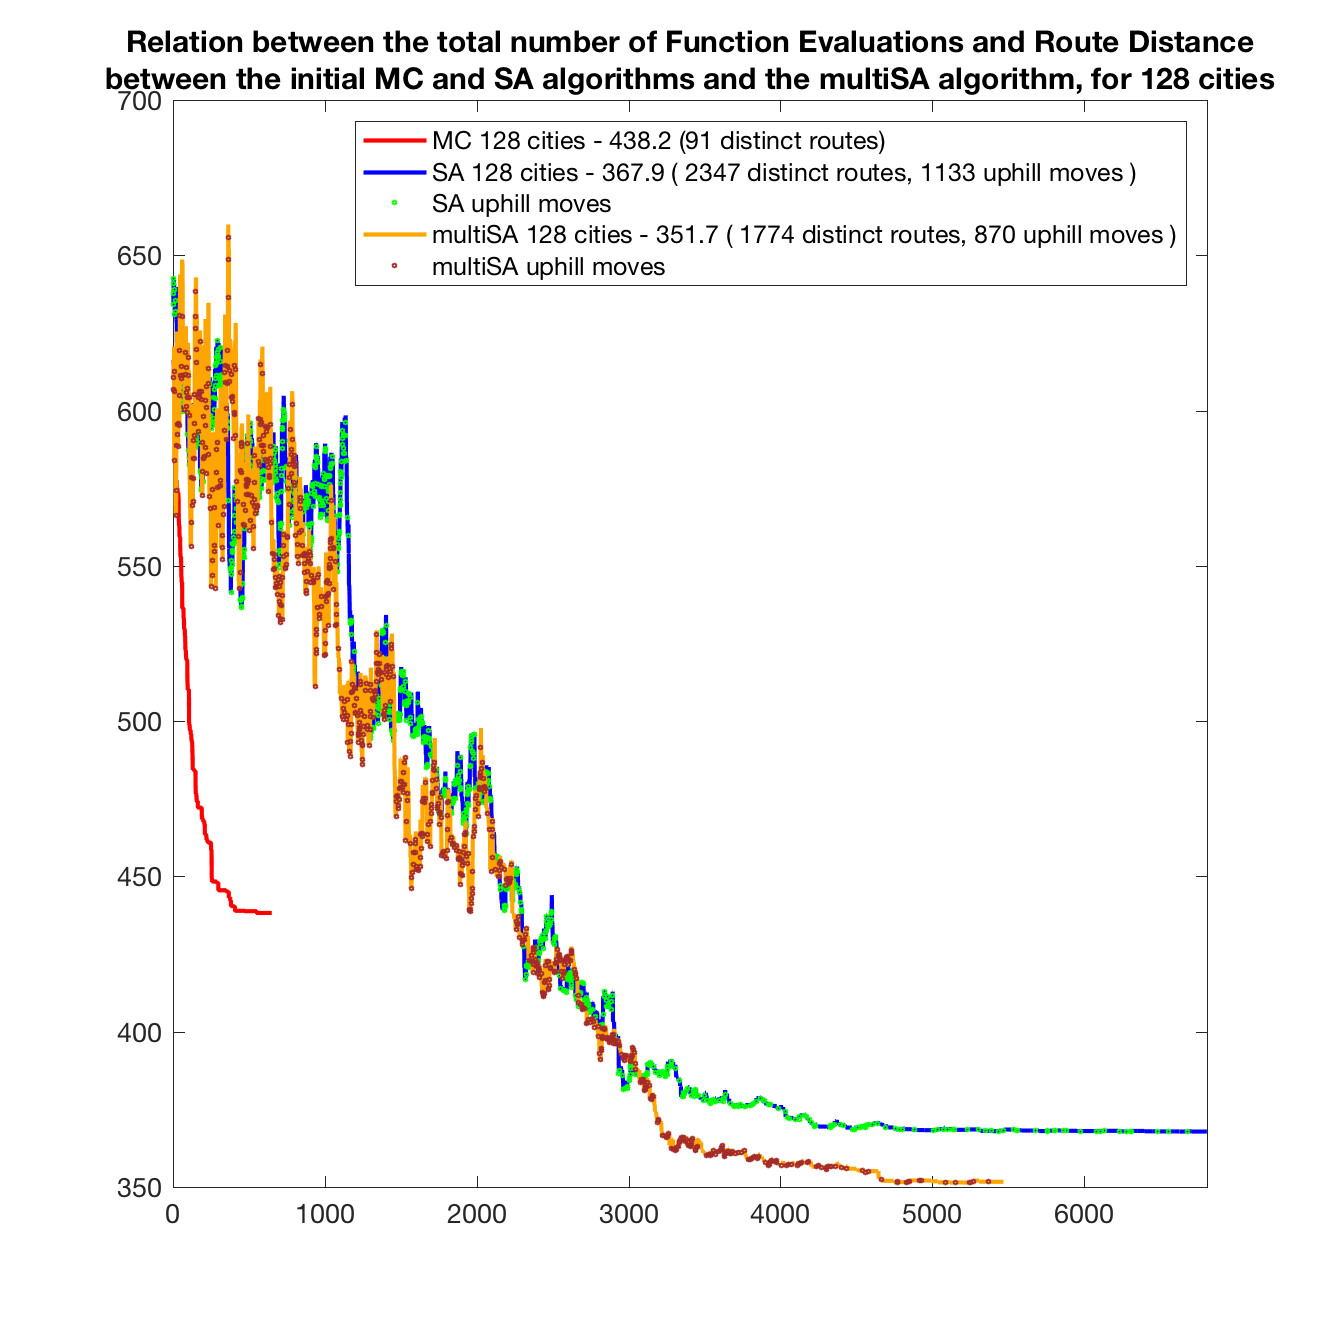 Relation between the total number of Function Evaluations and Route Distance
between the initial MC and SA algorithms and the multiSA algorithm, for 128 cities
700
MC 128 cities - 438.2 (91 distinct routes)
SA 128 cities - 367.9 ( 2347 distinct routes, 1133 uphill moves )
SA uphill moves
multiSA 128 cities - 351.7 ( 1774 distinct routes, 870 uphill moves )
multiSA uphill moves
650
600
550
500
450
400
350
0 1000 2000 3000 4000 5000 6000